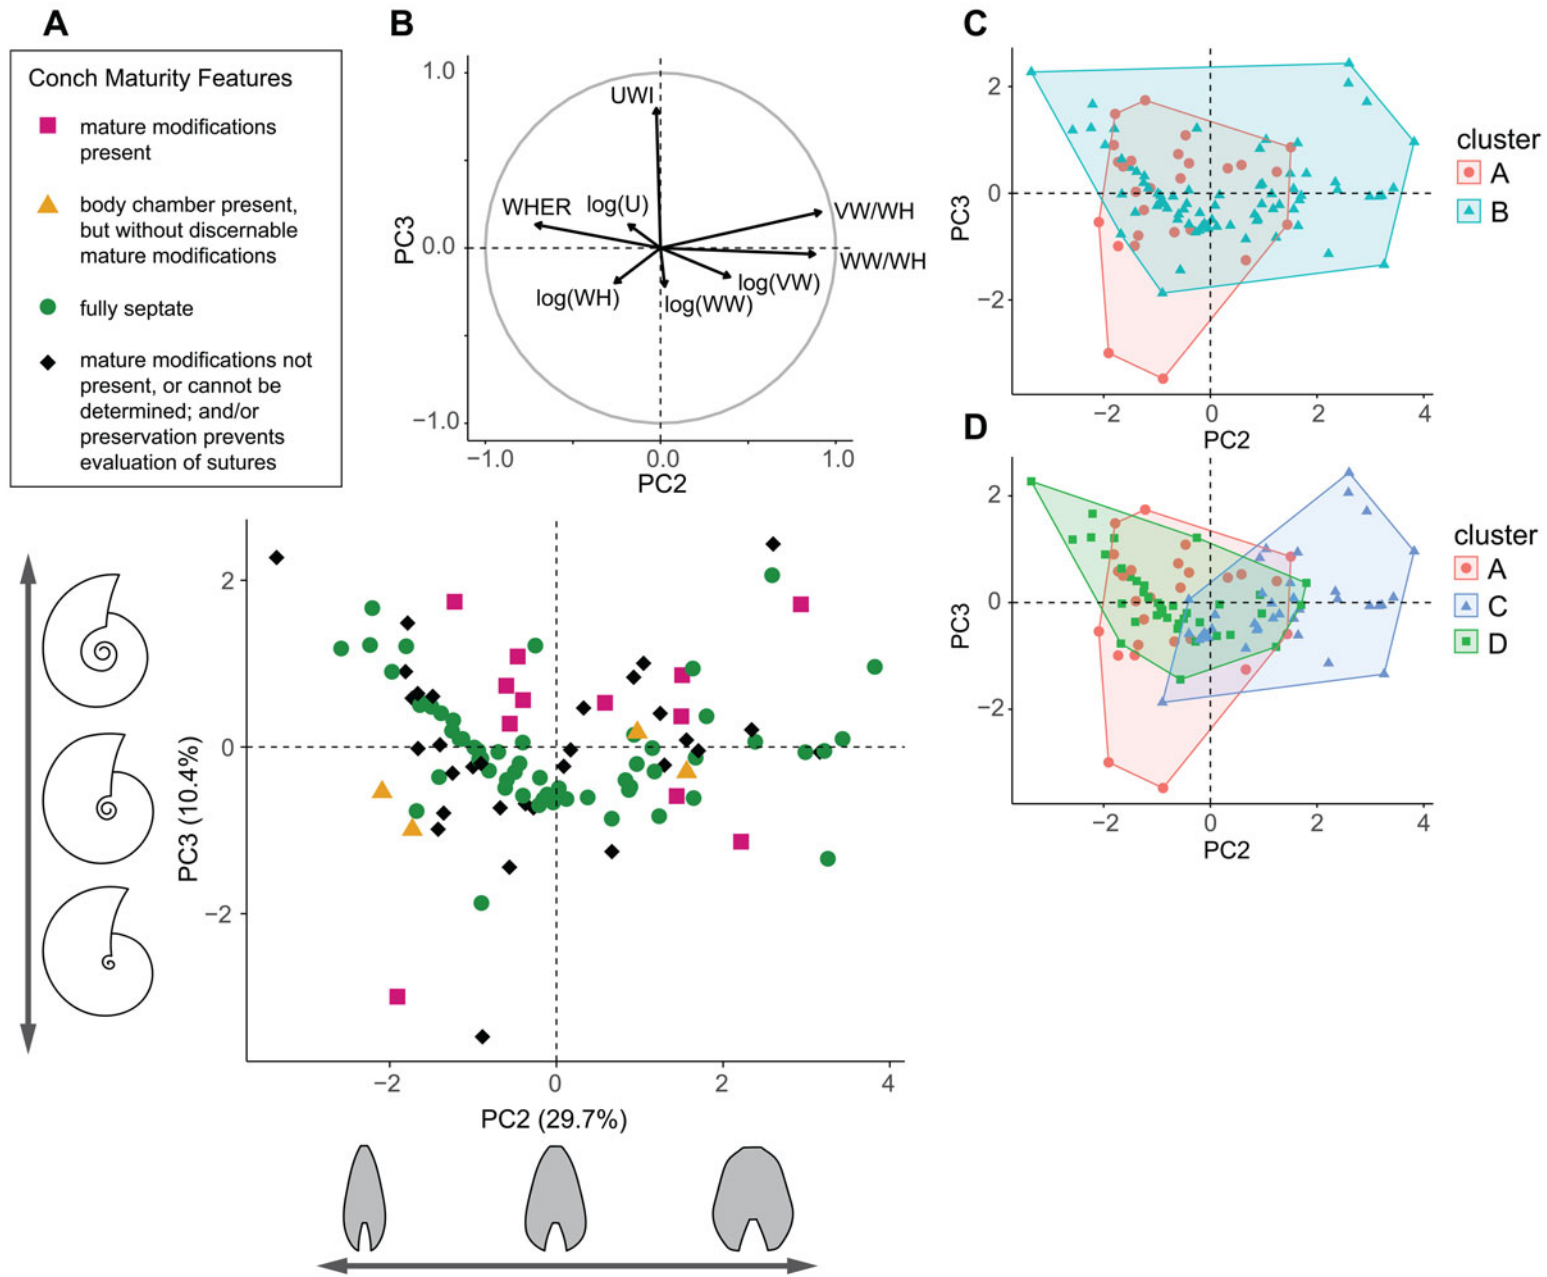 A
Conch Maturity Features
mature modifications
present
body chamber present,
but without discernable
mature modifications
fully septate
mature modifications not
present, or cannot be
determined; and/or
preservation prevents
evaluation of sutures
B
1.0
0.0
−1.0
PC3
UWI
WHER
log(U)
VW/WH
WW/WH
log(VW)
log(WH)
log(WW)
−1.0
0.0
1.0
PC2
C
2
0
−2
PC3
−2
0
2
4
PC2
cluster
A
B
D
2
0
−2
PC3
−2
0
2
4
PC2
cluster
A
C
D
2
0
−2
PC3 (10.4%)
−2
0
2
4
PC2 (29.7%)